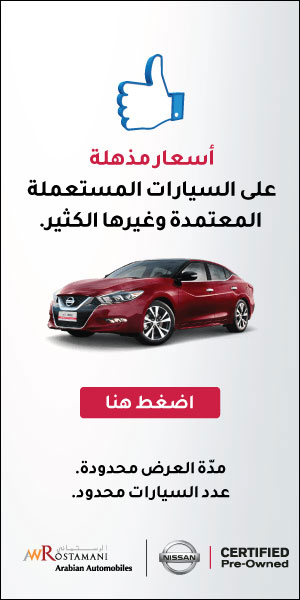 أسعار مذهلة
على السيارات المستعملة
المعتمدة وغيرها الكثير.
اضغط هنا
مدّة العرض محدودة.
عدد السيارات محدود.
الرستماني
AWROSTAMANI
Arabian Automobiles
NISSAN
CERTIFIED
Pre-Owned